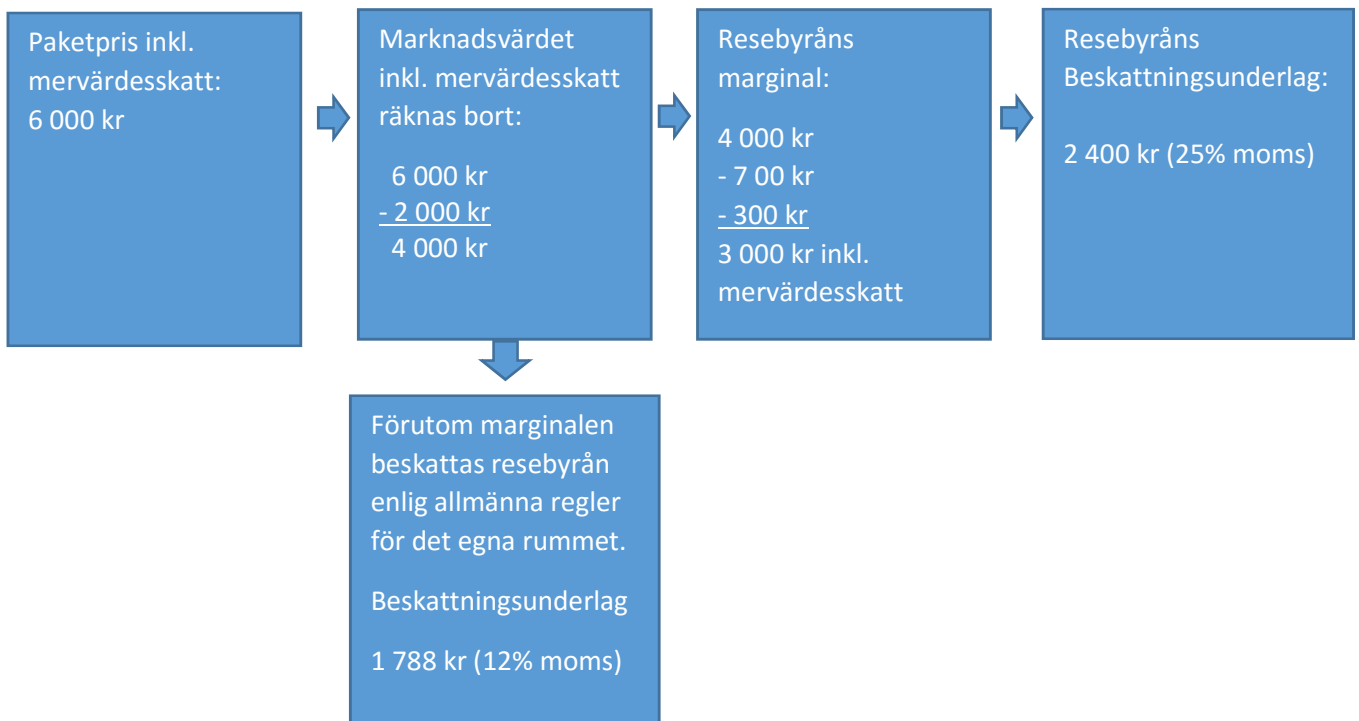 Paketpris inkl.
mervärdesskatt:
6 000 kr
Marknadsvärdet
inkl. mervärdesskatt
räknas bort:
6 000 kr
- 2 000 kr
4 000 kr
Resebyråns
marginal:
4 000 kr
- 7 00 kr
- 300 kr
3 000 kr inkl.
mervärdesskatt
Resebyråns
Beskattningsunderlag:
2 400 kr (25% moms)
Förutom marginalen
beskattas resebyrån
enlig allmänna regler
för det egna rummet.
Beskattningsunderlag
1 788 kr (12% moms)